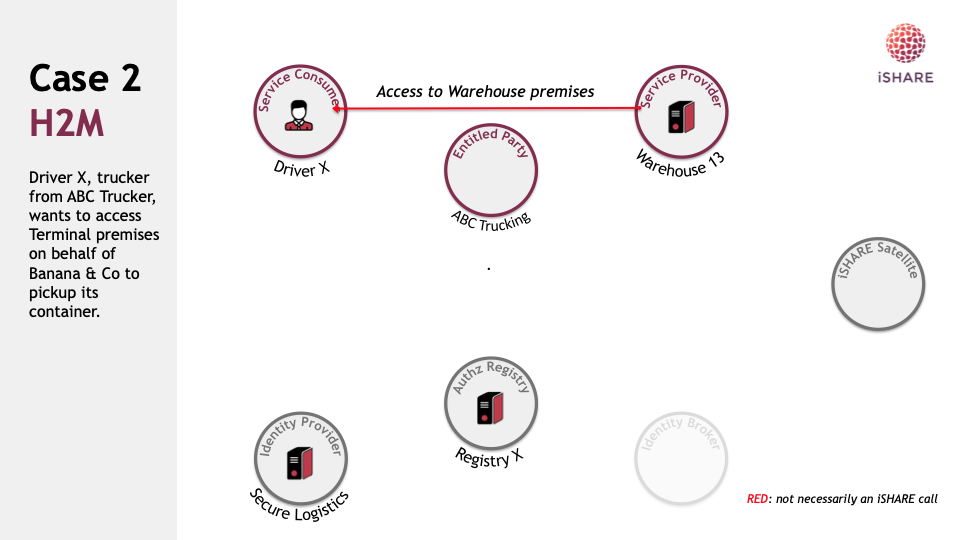 Case 2
H2M
Driver X, trucker
from ABC Trucker,
wants to access
Terminal premises
on behalf of
Banana & Co to
pickup its
container.
Service Consumer
Driver X
Access to Warehouse premises
Service Provider
Warehouse 13
iSHARE
Entitled Party
ABC Trucking
.
iSHARE Satellite
Authz Registry
Registry X
Identity Provider
Secure Logistics
Identity Broker
RED: not necessarily an iSHARE call